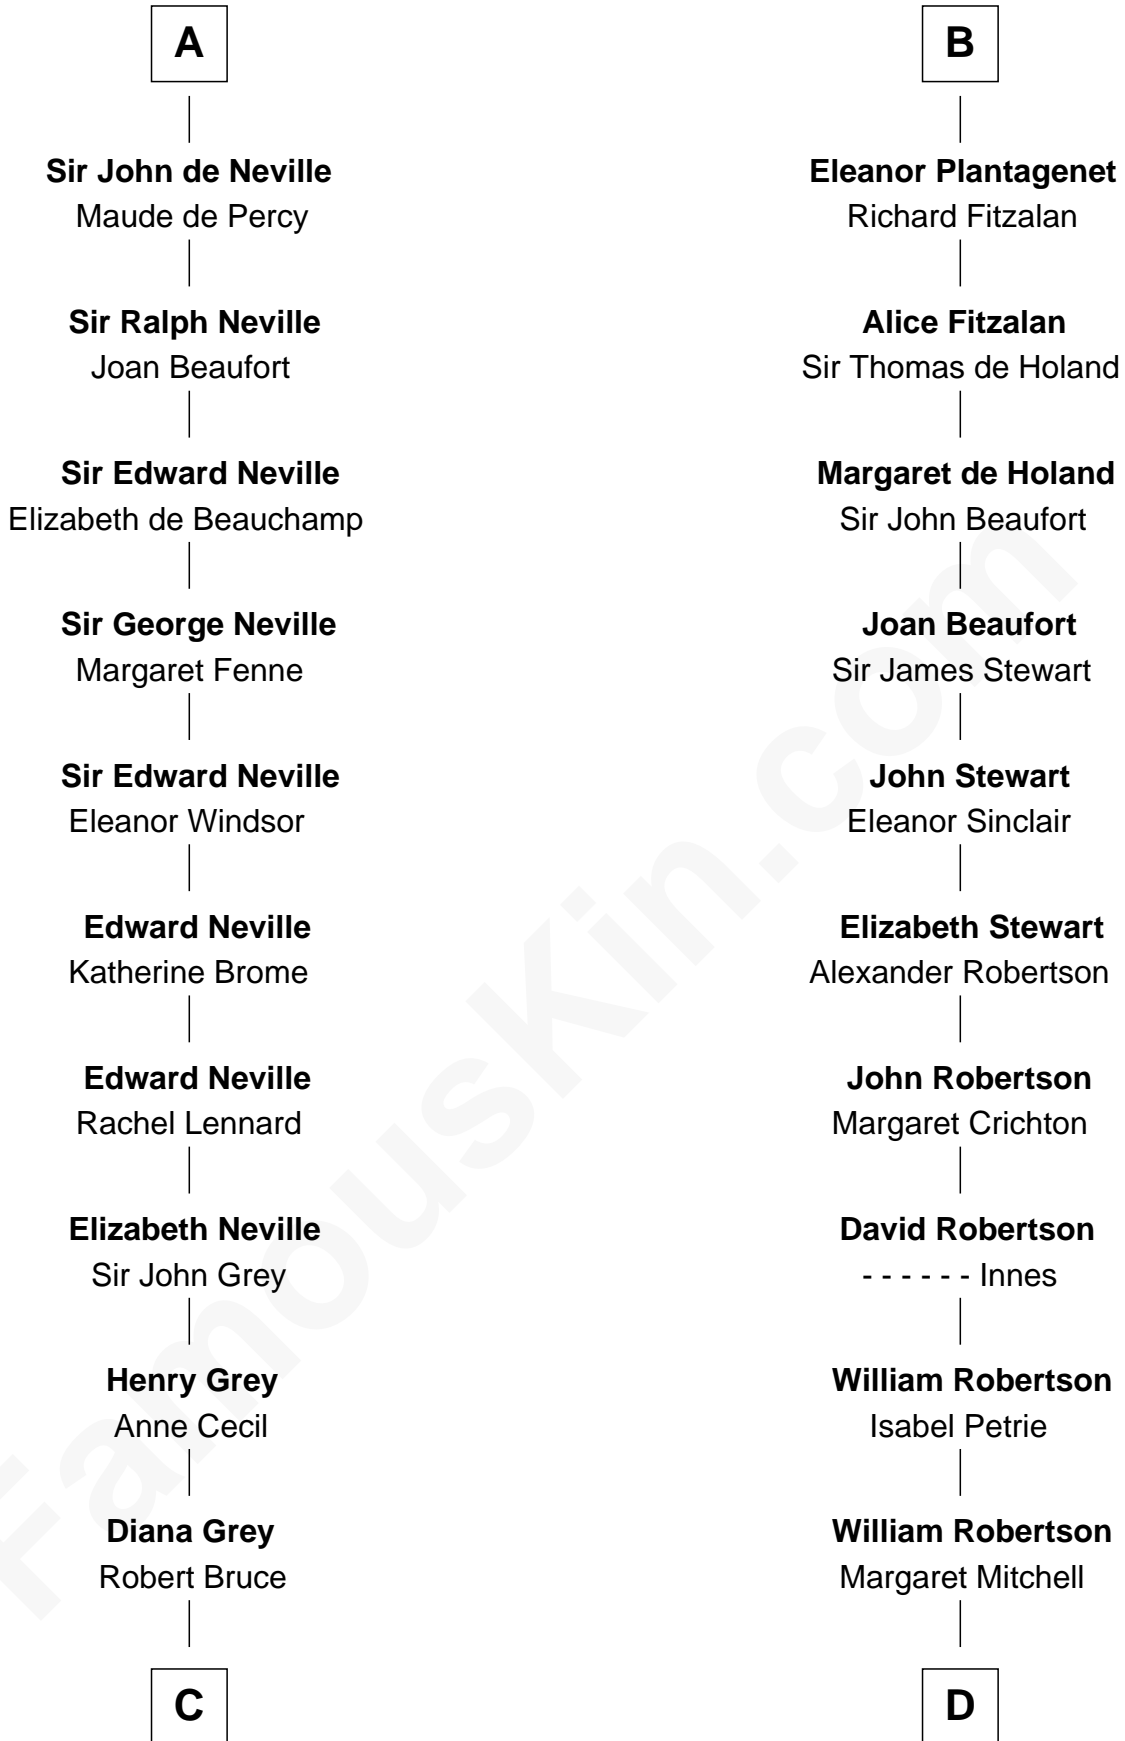 A
Sir John de Neville
Maude de Percy
Sir Ralph Neville
Joan Beaufort
Sir Edward Neville
Elizabeth de Beauchamp
Sir George Neville
Margaret Fenne
Sir Edward Neville
Eleanor Windsor
Edward Neville
Katherine Brome
Edward Neville
Rachel Lennard
Elizabeth Neville
Sir John Grey
Henry Grey
Anne Cecil
Diana Grey
Robert Bruce
C
B
Eleanor Plantagenet
Richard Fitzalan
Alice Fitzalan
Sir Thomas de Holand
Margaret de Holand
Sir John Beaufort
Joan Beaufort
Sir James Stewart
John Stewart
Eleanor Sinclair
Elizabeth Stewart
Alexander Robertson
John Robertson
Margaret Crichton
David Robertson
- - - - - - Innes
William Robertson
Isabel Petrie
William Robertson
Margaret Mitchell
D
FamousKin.com